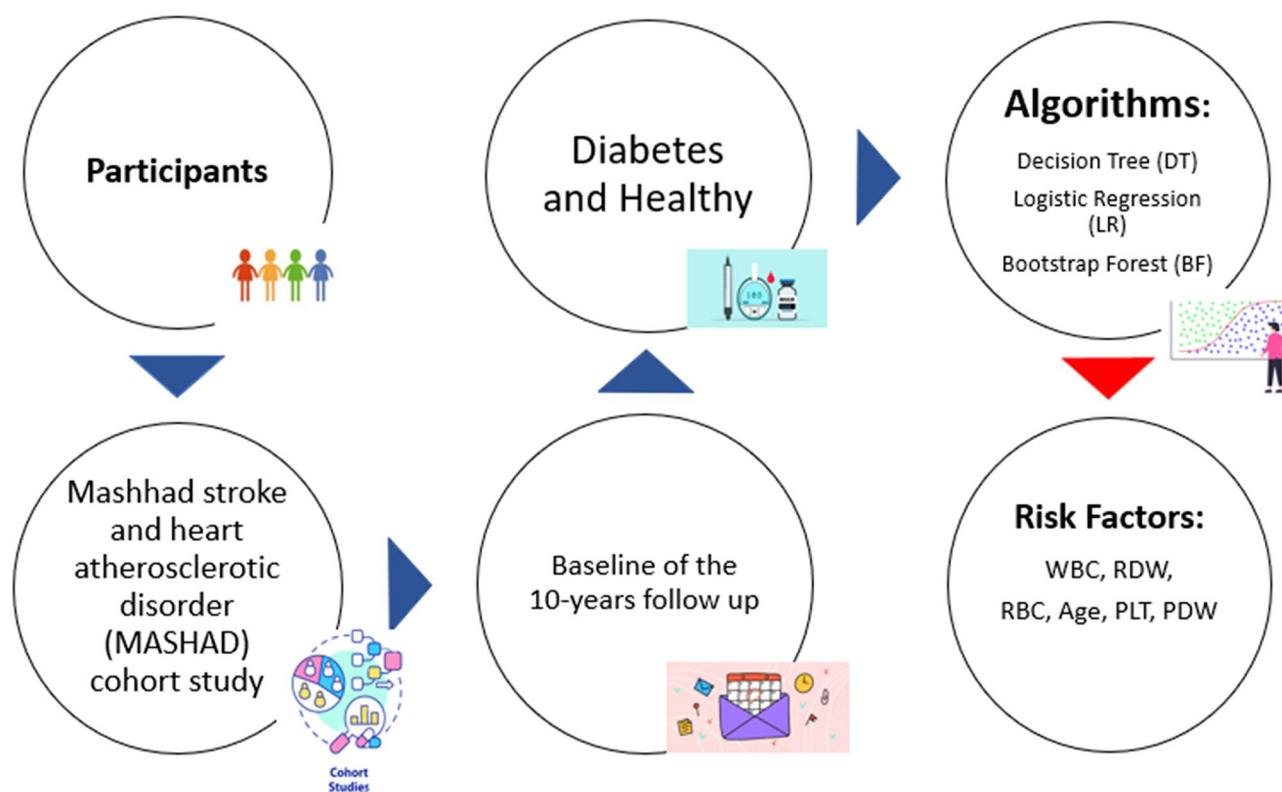 Participants
Mashhad stroke
and heart
atherosclerotic
disorder
(MASHAD)
cohort study
Cohort
Studies
Baseline of the
10-years follow up
Diabetes
and Healthy
Algorithms:
Decision Tree (DT)
Logistic Regression
(LR)
Bootstrap Forest (BF)
Risk Factors:
WBC, RDW,
RBC, Age, PLT, PDW